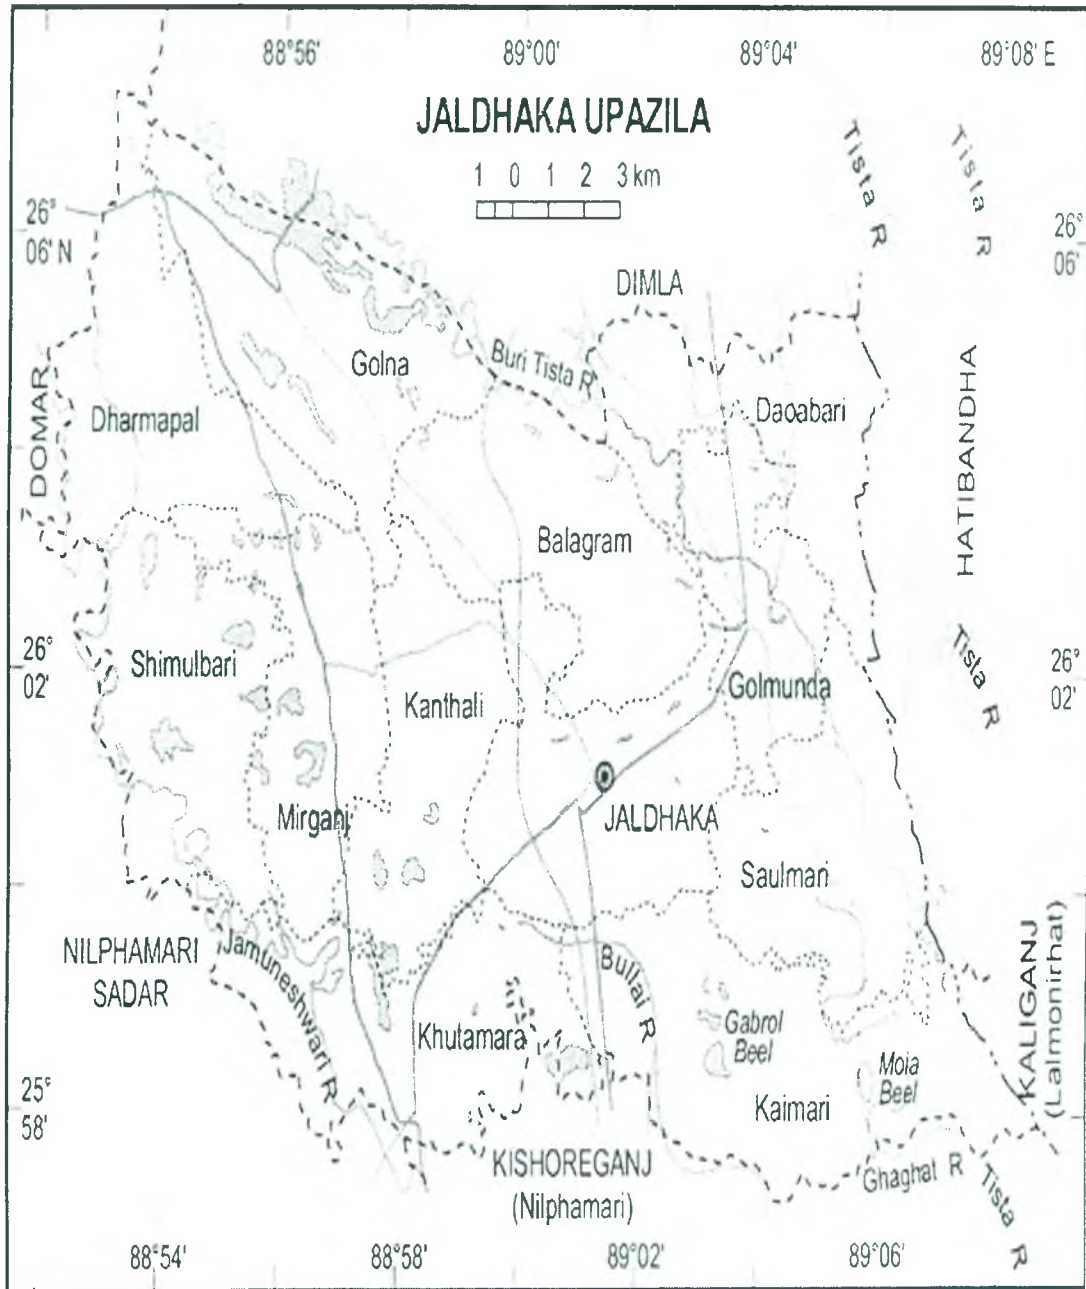 88°56'
89°00'
89°04'
89°08' E
JALDHAKA UPAZILA
1 0 1 2 3 km
Tista R
Tista R
26°
06' N
26°
06'
DIMLA
Golna
Buri Tista R
Daoabari
Dharmapal
DOMAR
HATIBANDHA
Balagram
26°
02'
Shimulbari
Kanthali
Golmunda
Tista R
26°
02'
Mirganj
JALDHAKA
Saulmari
NILPHAMARI
SADAR
Jamuneshwari R
Bullai R
Khutamara
Gabrol
Beel
Moia
Beel
KALIGANJ
(Lalmonirhat)
25°
58'
Kaimari
KISHOREGANJ
(Nilphamari)
Ghaghat R
Tista R
88°54'
88°58'
89°02'
89°06'